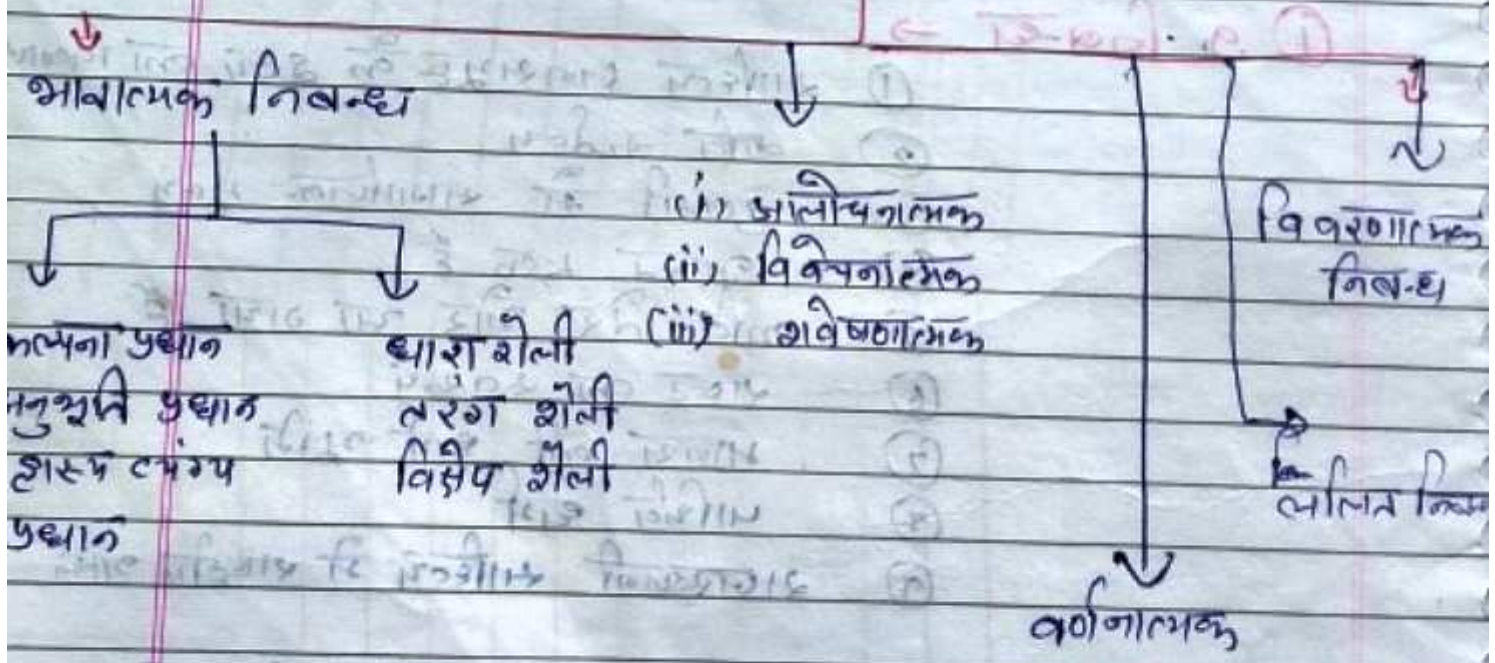 भावात्मक निबन्ध
(i) आलोचनात्मक
(ii) विवेचनात्मक
(iii) गवेषणात्मक
विवरणात्मक
निबन्ध
कल्पना प्रधान
नुभूति प्रधान
हास्य व्यंग्य
प्रधान
धारा शैली
तरंग शैली
विक्षेप शैली
ललित निबन्ध
वर्णनात्मक